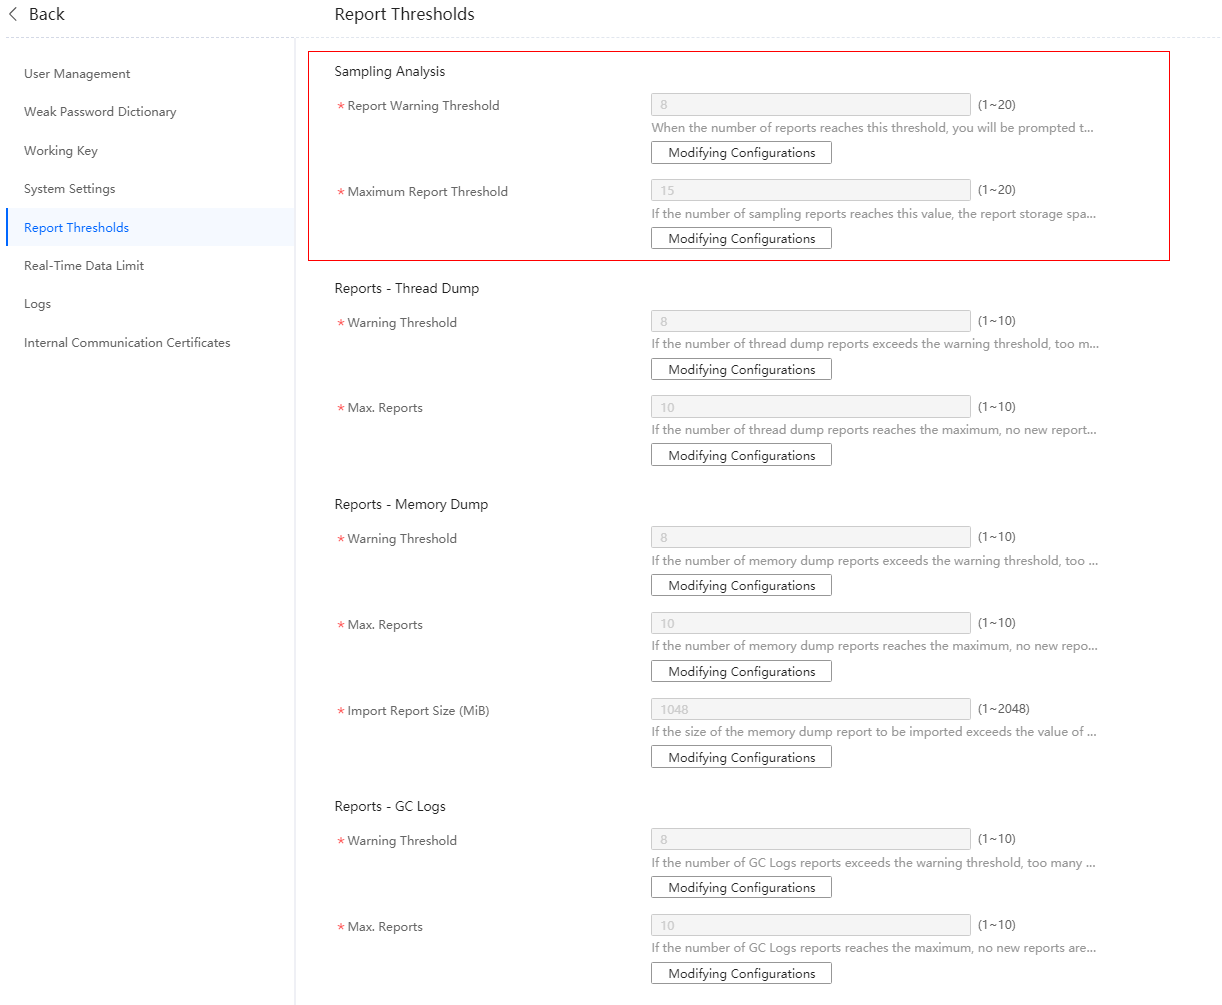 Back
Report Thresholds
User Management
Weak Password Dictionary
Working Key
System Settings
Report Thresholds
Real-Time Data Limit
Logs
Internal Communication Certificates
Sampling Analysis
* Report Warning Threshold 8 (1~20)
When the number of reports reaches this threshold, you will be prompted t...
Modifying Configurations
* Maximum Report Threshold 15 (1~20)
If the number of sampling reports reaches this value, the report storage spa...
Modifying Configurations
Reports - Thread Dump
* Warning Threshold 8 (1~10)
If the number of thread dump reports exceeds the warning threshold, too m...
Modifying Configurations
* Max. Reports 10 (1~10)
If the number of thread dump reports reaches the maximum, no new report...
Modifying Configurations
Reports - Memory Dump
* Warning Threshold 8 (1~10)
If the number of memory dump reports exceeds the warning threshold, too ...
Modifying Configurations
* Max. Reports 10 (1~10)
If the number of memory dump reports reaches the maximum, no new repo...
Modifying Configurations
* Import Report Size (MiB) 1048 (1~2048)
If the size of the memory dump report to be imported exceeds the value of ...
Modifying Configurations
Reports - GC Logs
* Warning Threshold 8 (1~10)
If the number of GC Logs reports exceeds the warning threshold, too many ...
Modifying Configurations
* Max. Reports 10 (1~10)
If the number of GC Logs reports reaches the maximum, no new reports are...
Modifying Configurations